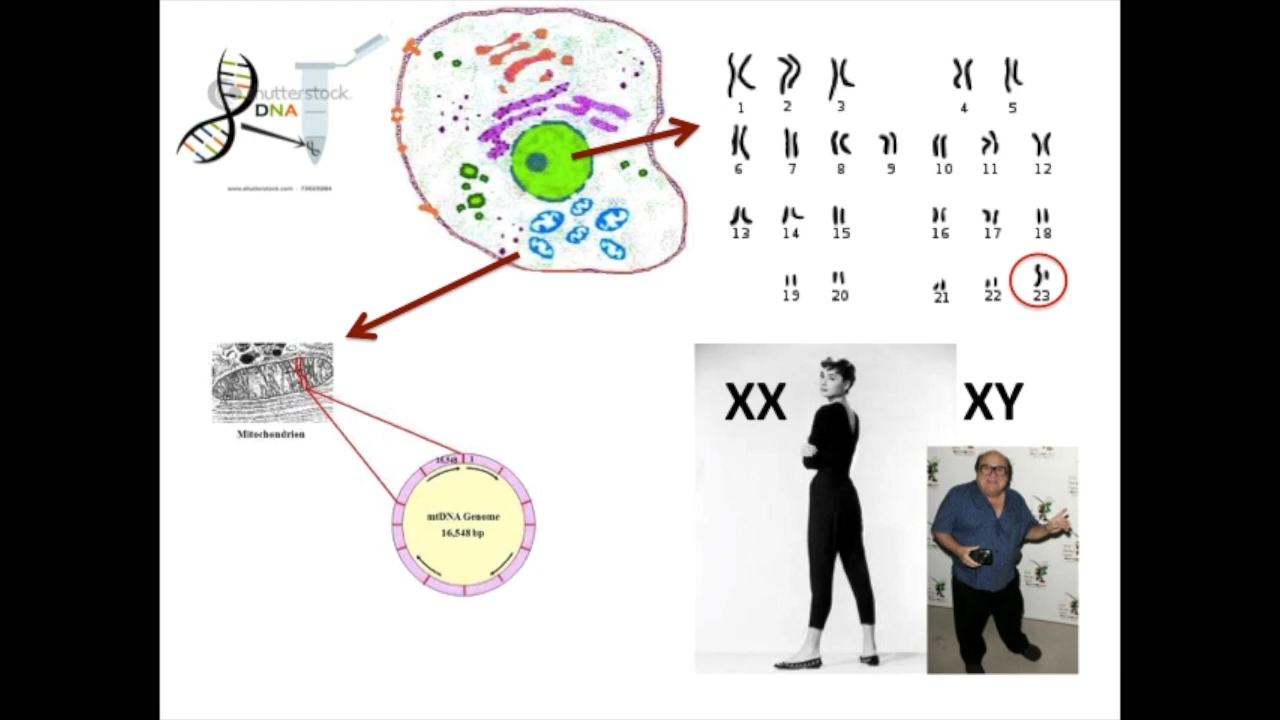 shutterstock
DNA
www.shutterstock.com · 73625284
1 2 3 4 5
6 7 8 9 10 11 12
13 14 15 16 17 18
19 20 21 22 23
Mitochondrion
16,548 1
mtDNA Genome
16,548 bp
XX
XY